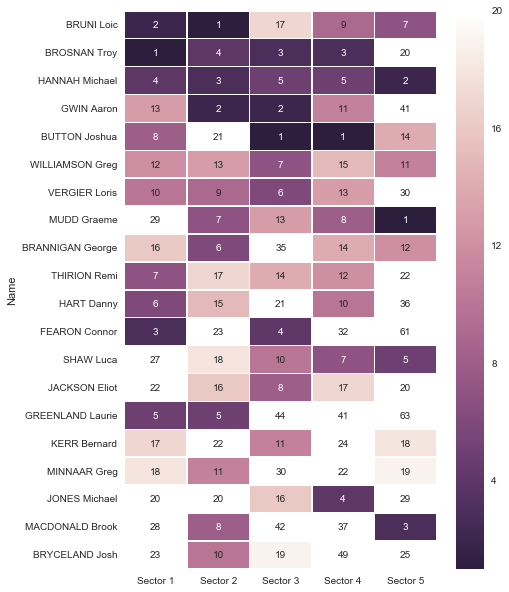 BRUNI Loic 2 1 17 9 7
BROSNAN Troy 1 4 3 3 20
HANNAH Michael 4 3 5 5 2
GWIN Aaron 13 2 2 11 41
BUTTON Joshua 8 21 1 1 14
WILLIAMSON Greg 12 13 7 15 11
VERGIER Loris 10 9 6 13 30
MUDD Graeme 29 7 13 8 1
BRANNIGAN George 16 6 35 14 12
THIRION Remi 7 17 14 12 22
HART Danny 6 15 21 10 36
FEARON Connor 3 23 4 32 61
SHAW Luca 27 18 10 7 5
JACKSON Eliot 22 16 8 17 20
GREENLAND Laurie 5 5 44 41 63
KERR Bernard 17 22 11 24 18
MINNAAR Greg 18 11 30 22 19
JONES Michael 20 20 16 4 29
MACDONALD Brook 28 8 42 37 3
BRYCELAND Josh 23 10 19 49 25
Sector 1 Sector 2 Sector 3 Sector 4 Sector 5
Name
20
16
12
8
4